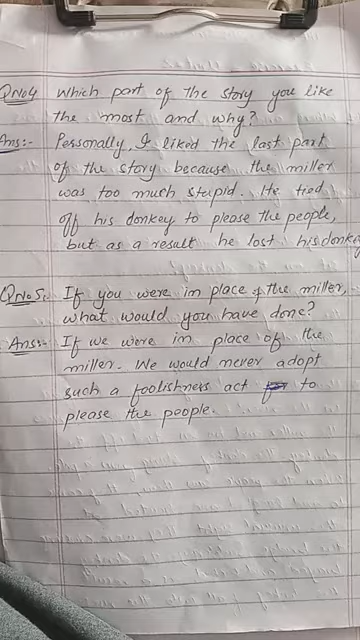 Q No 4 Which part of the story you like
the most and why?
Ans:- Personally, I liked the last part
of the story because the miller
was too much stupid. He tied
off his donkey to please the people,
but as a result he lost his donkey
Q No 5:- If you were in place of the miller,
what would you have done?
Ans:- If we were in place of the
miller. We would never adopt
such a foolishness act to
please the people.